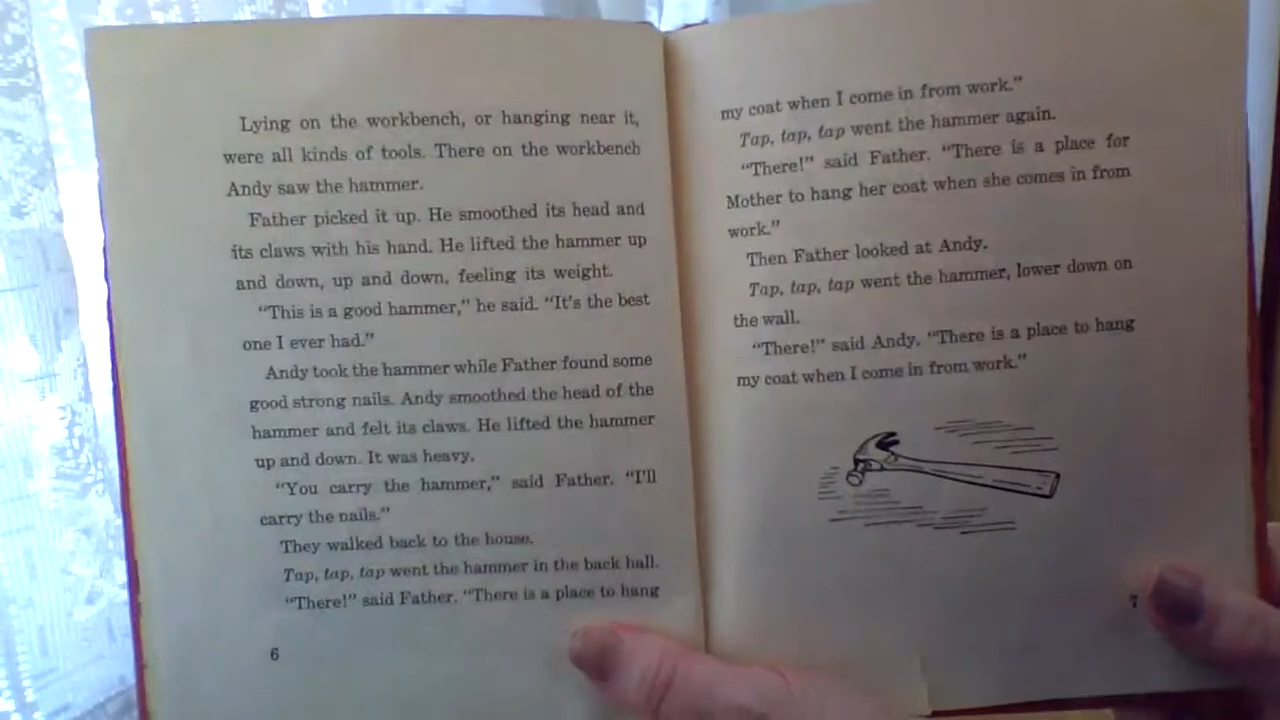 Lying on the workbench, or hanging near it,
were all kinds of tools. There on the workbench
Andy saw the hammer.
Father picked it up. He smoothed its head and
its claws with his hand. He lifted the hammer up
and down, up and down, feeling its weight.
“This is a good hammer,” he said. “It's the best
one I ever had.”
Andy took the hammer while Father found some
good strong nails. Andy smoothed the head of the
hammer and felt its claws. He lifted the hammer
up and down. It was heavy.
“You carry the hammer,” said Father. “I'll
carry the nails.”
They walked back to the house.
Tap, tap, tap went the hammer in the back hall.
“There!” said Father. “There is a place to hang
6
my coat when I come in from work.”
Tap, tap, tap went the hammer again.
“There!” said Father. “There is a place for
Mother to hang her coat when she comes in from
work.”
Then Father looked at Andy.
Tap, tap, tap went the hammer, lower down on
the wall.
“There!” said Andy. “There is a place to hang
my coat when I come in from work.”
7